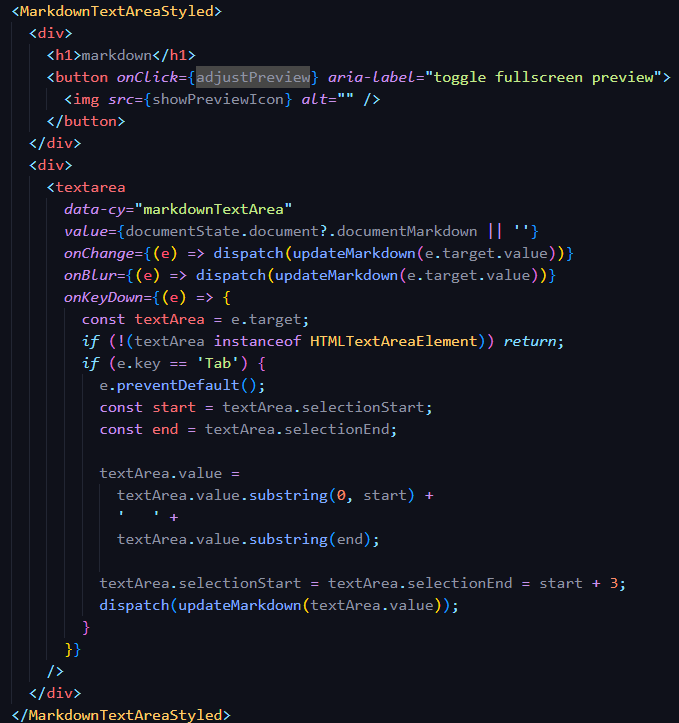 <MarkdownTextAreaStyled>
  <div>
    <h1>markdown</h1>
    <button onClick={adjustPreview} aria-label="toggle fullscreen preview">
      <img src={showPreviewIcon} alt="" />
    </button>
  </div>
  <div>
    <textarea
      data-cy="markdownTextArea"
      value={documentState.document?.documentMarkdown || ''}
      onChange={(e) => dispatch(updateMarkdown(e.target.value))}
      onBlur={(e) => dispatch(updateMarkdown(e.target.value))}
      onKeyDown={(e) => {
        const textArea = e.target;
        if (!(textArea instanceof HTMLTextAreaElement)) return;
        if (e.key == 'Tab') {
          e.preventDefault();
          const start = textArea.selectionStart;
          const end = textArea.selectionEnd;

          textArea.value =
            textArea.value.substring(0, start) +
            '   ' +
            textArea.value.substring(end);

          textArea.selectionStart = textArea.selectionEnd = start + 3;
          dispatch(updateMarkdown(textArea.value));
        }
      }}
    />
  </div>
</MarkdownTextAreaStyled>